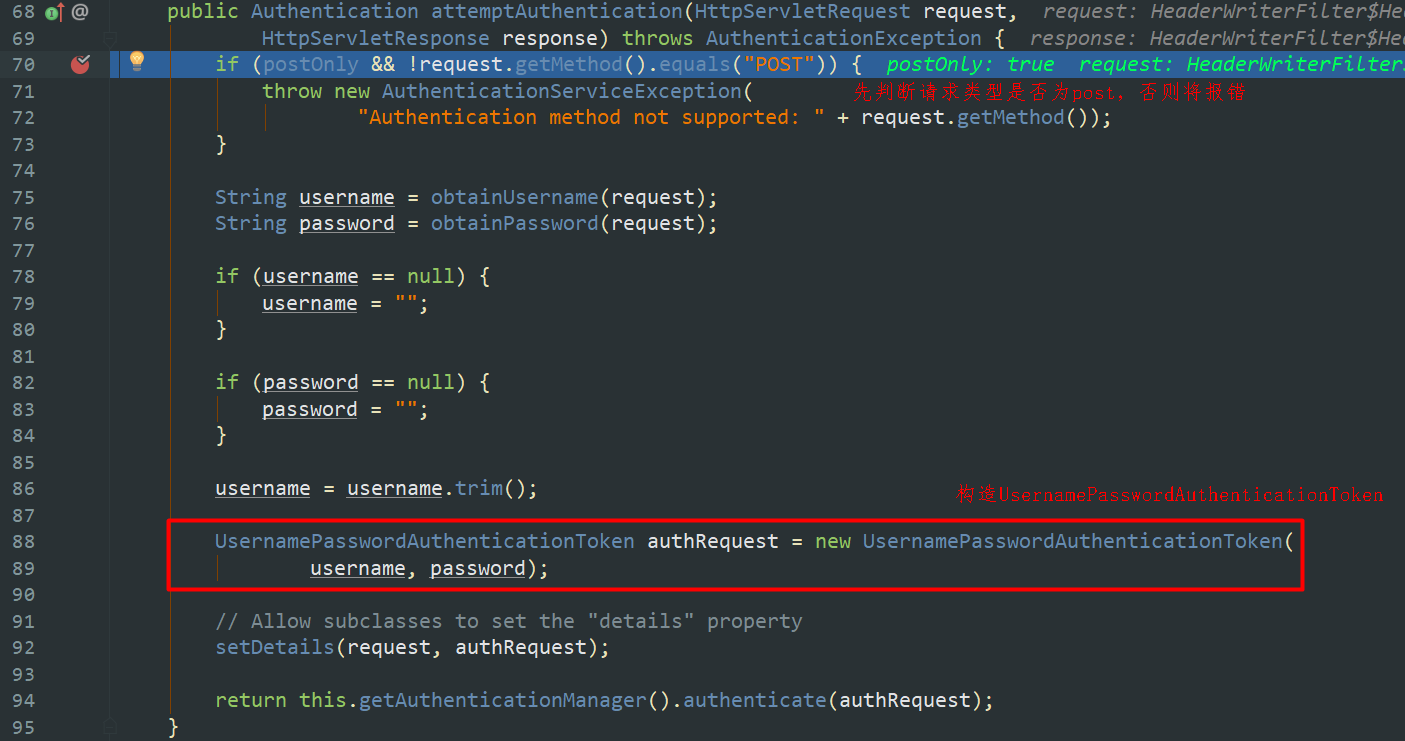 68 public Authentication attemptAuthentication(HttpServletRequest request, request: HeaderWriterFilter$Hea
69 HttpServletResponse response) throws AuthenticationException { response: HeaderWriterFilter$Hea
70 if (postOnly && !request.getMethod().equals("POST")) { postOnly: true request: HeaderWriterFilter
71 throw new AuthenticationServiceException( 先判断请求类型是否为post，否则将报错
72 "Authentication method not supported: " + request.getMethod());
73 }
74
75 String username = obtainUsername(request);
76 String password = obtainPassword(request);
77
78 if (username == null) {
79 username = "";
80 }
81
82 if (password == null) {
83 password = "";
84 }
85
86 username = username.trim();
构造UsernamePasswordAuthenticationToken
87
88 UsernamePasswordAuthenticationToken authRequest = new UsernamePasswordAuthenticationToken(
89 username, password);
90
91 // Allow subclasses to set the "details" property
92 setDetails(request, authRequest);
93
94 return this.getAuthenticationManager().authenticate(authRequest);
95 }